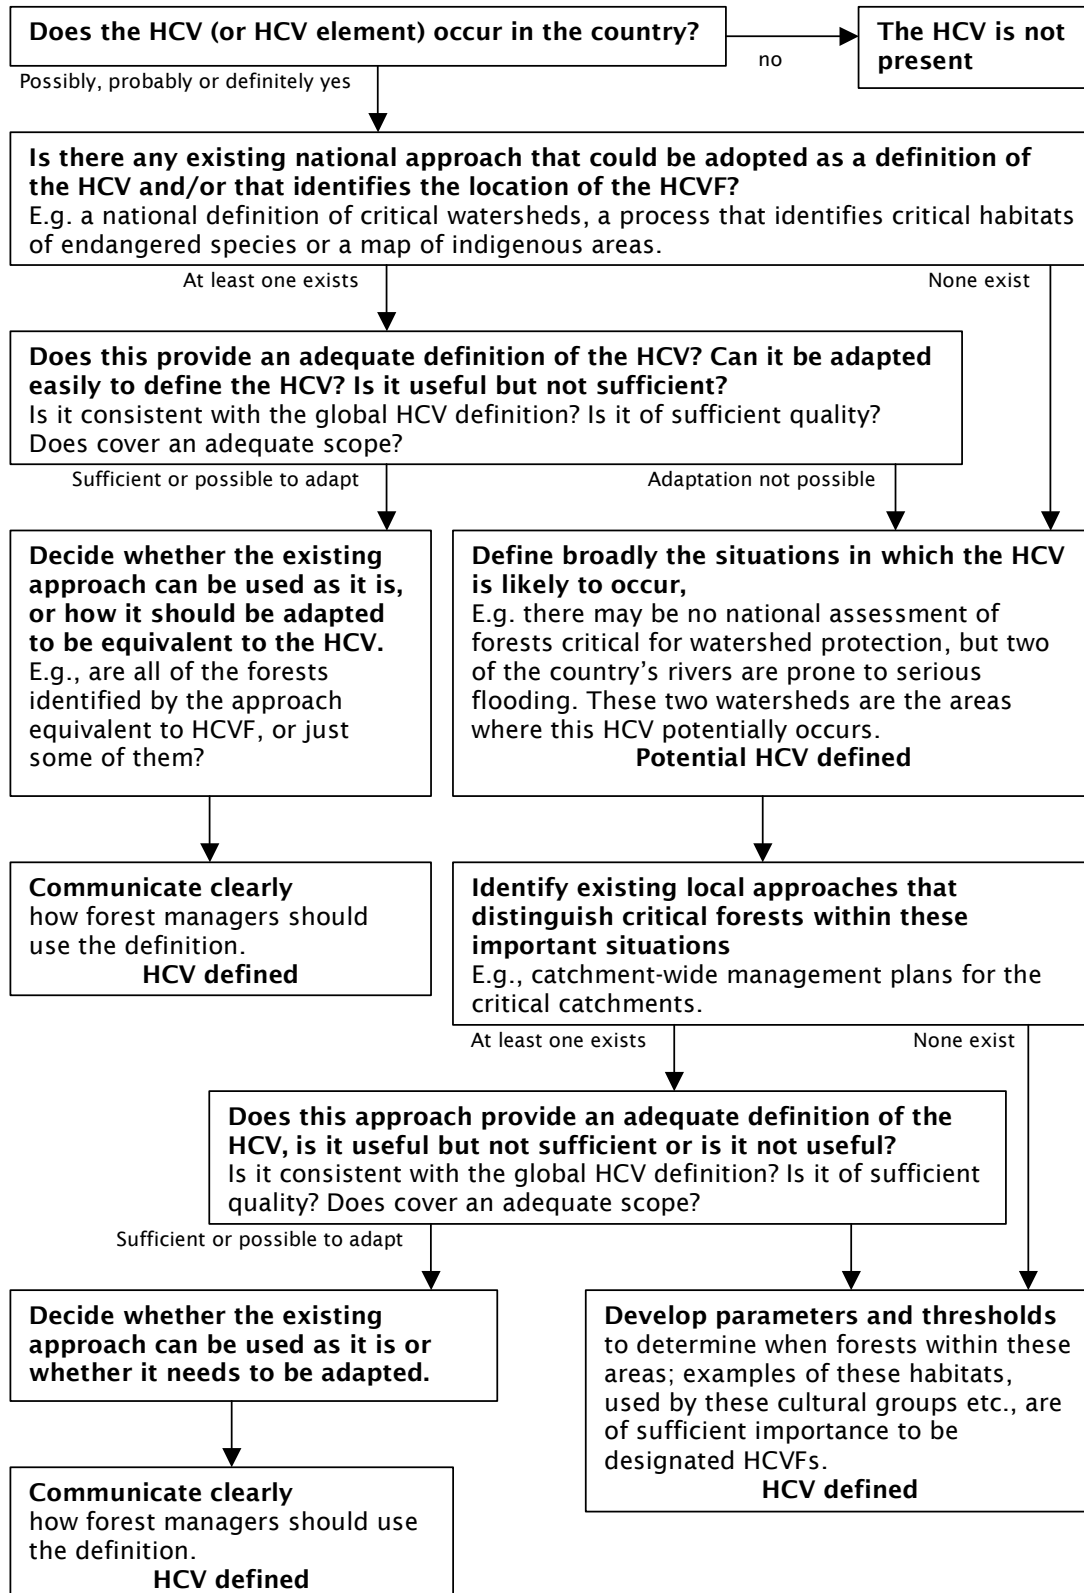 Does the HCV (or HCV element) occur in the country?
no
The HCV is not
present
Possibly, probably or definitely yes
Is there any existing national approach that could be adopted as a definition of
the HCV and/or that identifies the location of the HCVF?
E.g. a national definition of critical watersheds, a process that identifies critical habitats
of endangered species or a map of indigenous areas.
At least one exists
None exist
Does this provide an adequate definition of the HCV? Can it be adapted
easily to define the HCV? Is it useful but not sufficient?
Is it consistent with the global HCV definition? Is it of sufficient quality?
Does cover an adequate scope?
Sufficient or possible to adapt
Adaptation not possible
Decide whether the existing
approach can be used as it is,
or how it should be adapted
to be equivalent to the HCV.
E.g., are all of the forests
identified by the approach
equivalent to HCVF, or just
some of them?
Define broadly the situations in which the HCV
is likely to occur,
E.g. there may be no national assessment of
forests critical for watershed protection, but two
of the country's rivers are prone to serious
flooding. These two watersheds are the areas
where this HCV potentially occurs.
Potential HCV defined
Communicate clearly
how forest managers should
use the definition.
HCV defined
Identify existing local approaches that
distinguish critical forests within these
important situations
E.g., catchment-wide management plans for the
critical catchments.
At least one exists
None exist
Does this approach provide an adequate definition of the
HCV, is it useful but not sufficient or is it not useful?
Is it consistent with the global HCV definition? Is it of sufficient
quality? Does cover an adequate scope?
Sufficient or possible to adapt
Decide whether the existing
approach can be used as it is or
whether it needs to be adapted.
Develop parameters and thresholds
to determine when forests within these
areas; examples of these habitats,
used by these cultural groups etc., are
of sufficient importance to be
designated HCVFs.
HCV defined
Communicate clearly
how forest managers should use
the definition.
HCV defined